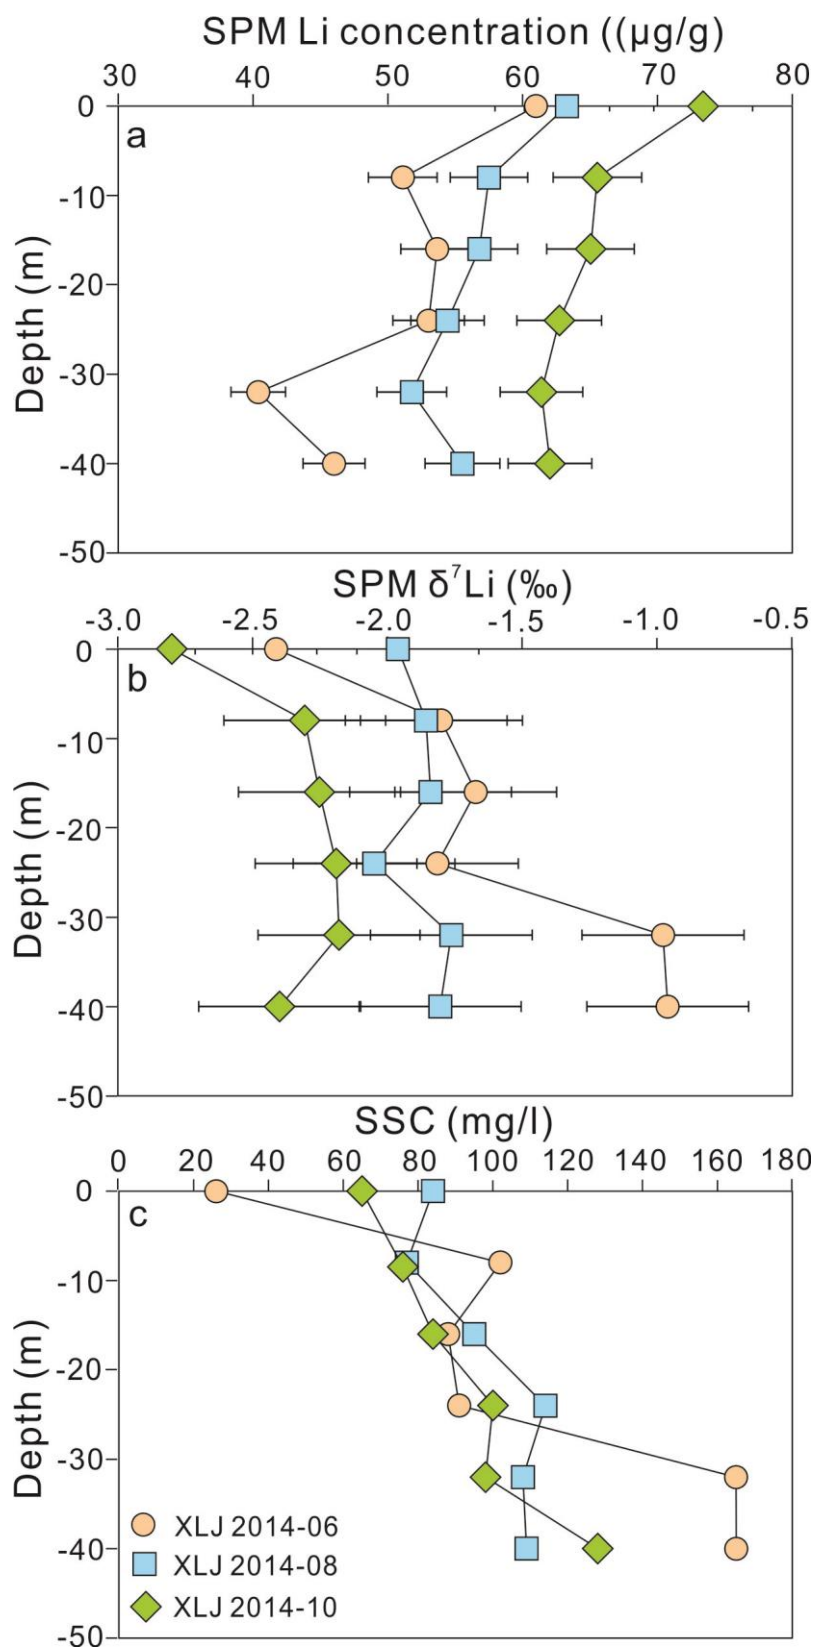 SPM Li concentration ((μg/g)
30 50 60 70 80
0
a
-10
-20
-30
-40
-50
Depth (m)
SPM δ⁷Li (‰)
-3.0 -2.5 -2.0 -1.5 -1.0 -0.5
0
b
-10
-20
-30
-40
-50
Depth (m)
SSC (mg/l)
0 20 40 60 80 100 120 140 160 180
0
c
-10
-20
-30
-40
-50
Depth (m)
XLJ 2014-06
XLJ 2014-08
XLJ 2014-10